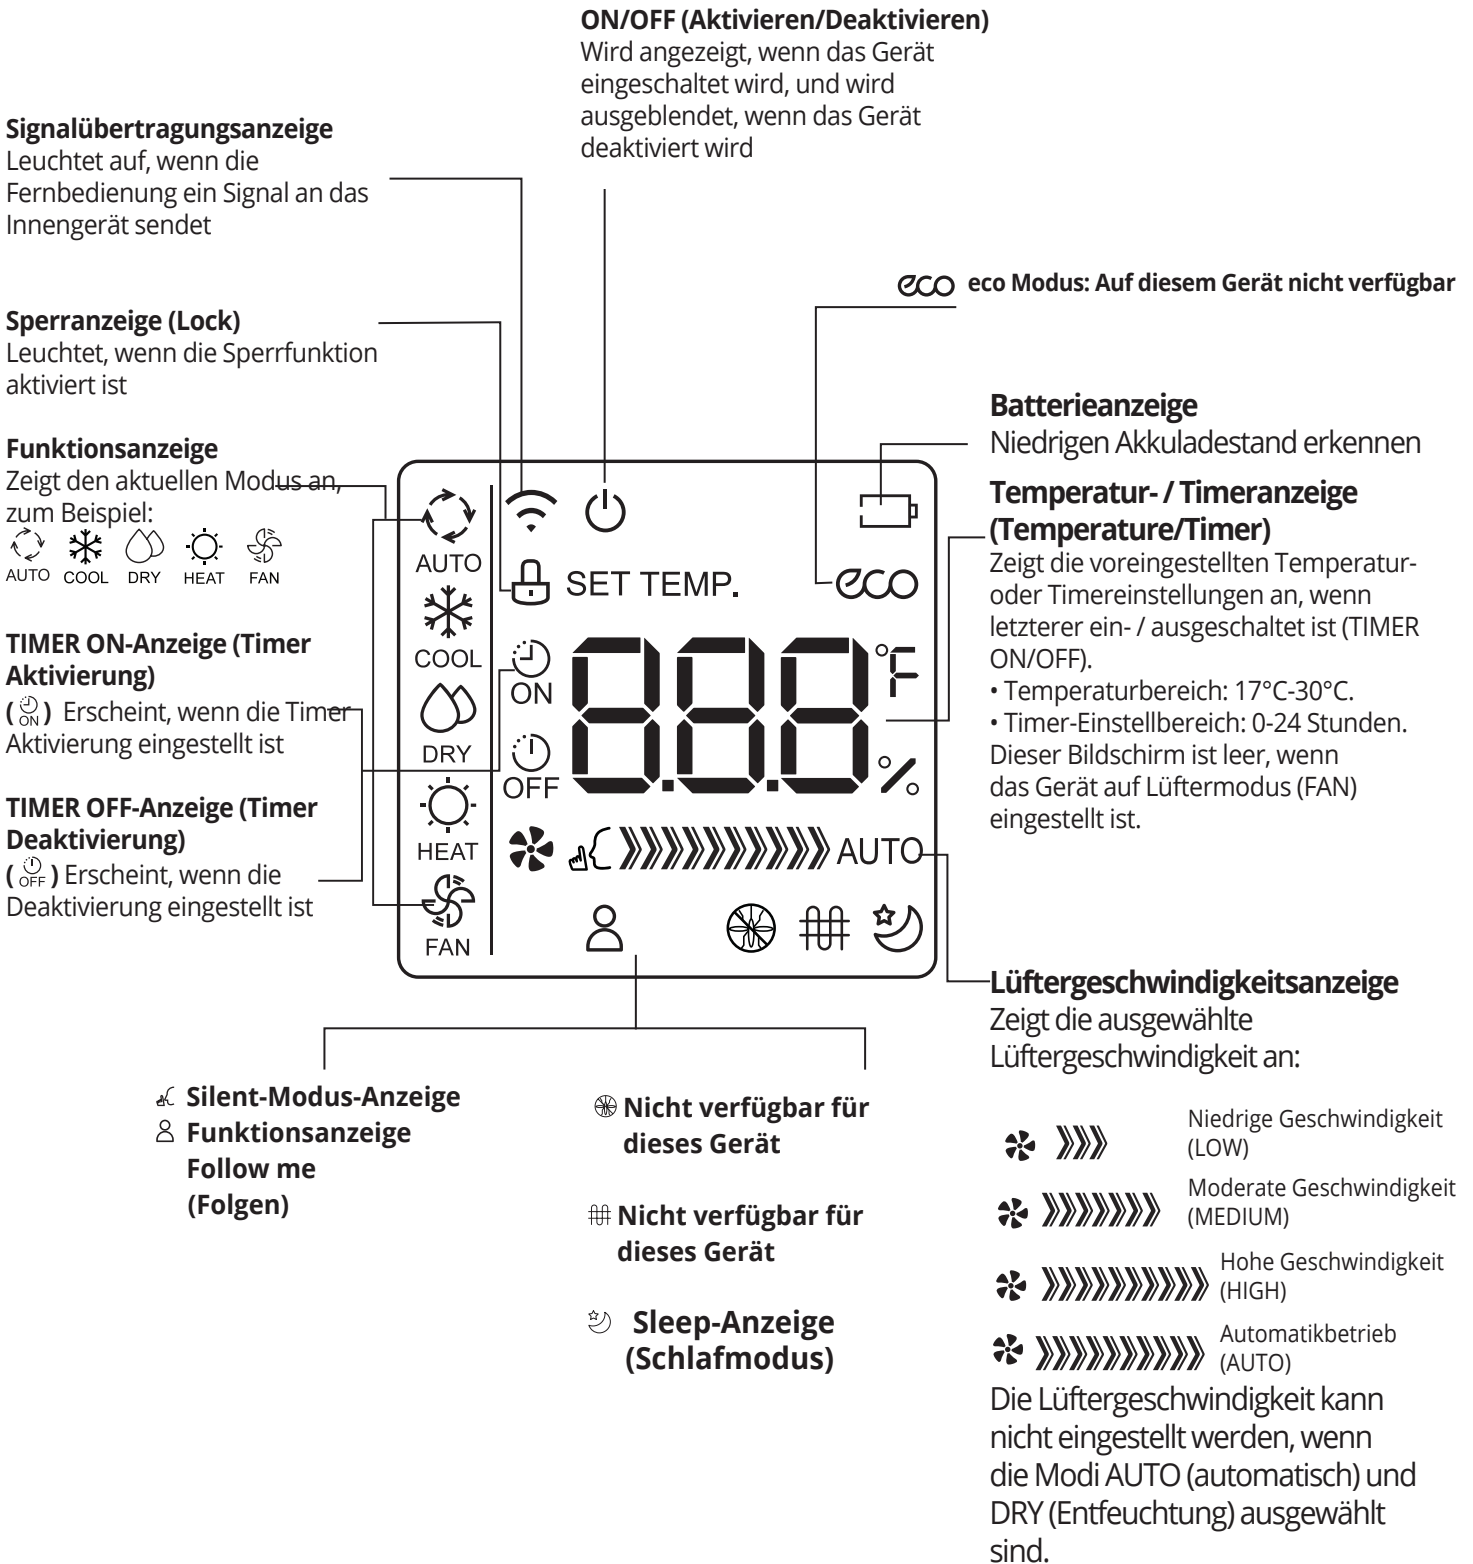 ON/OFF (Aktivieren/Deaktivieren)
Wird angezeigt, wenn das Gerät
eingeschaltet wird, und wird
ausgeblendet, wenn das Gerät
deaktiviert wird
Signalübertragungsanzeige
Leuchtet auf, wenn die
Fernbedienung ein Signal an das
Innengerät sendet
eco eco Modus: Auf diesem Gerät nicht verfügbar
Sperranzeige (Lock)
Leuchtet, wenn die Sperrfunktion
aktiviert ist
Funktionsanzeige
Zeigt den aktuellen Modus an,
zum Beispiel:
AUTO COOL DRY HEAT FAN
TIMER ON-Anzeige (Timer
Aktivierung)
( ON ) Erscheint, wenn die Timer
Aktivierung eingestellt ist
TIMER OFF-Anzeige (Timer
Deaktivierung)
( OFF ) Erscheint, wenn die
Deaktivierung eingestellt ist
AUTO
COOL
DRY
HEAT
FAN
SET TEMP. eco
ON
OFF
8.8.8 °F
%
AUTO
Batterieanzeige
Niedrigen Akkuladestand erkennen
Temperatur- / Timeranzeige
(Temperature/Timer)
Zeigt die voreingestellten Temperatur-
oder Timereinstellungen an, wenn
letzterer ein- / ausgeschaltet ist (TIMER
ON/OFF).
• Temperaturbereich: 17°C-30°C.
• Timer-Einstellbereich: 0-24 Stunden.
Dieser Bildschirm ist leer, wenn
das Gerät auf Lüftermodus (FAN)
eingestellt ist.
Lüftergeschwindigkeitsanzeige
Zeigt die ausgewählte
Lüftergeschwindigkeit an:
Niedrige Geschwindigkeit
(LOW)
Moderate Geschwindigkeit
(MEDIUM)
Hohe Geschwindigkeit
(HIGH)
Automatikbetrieb
(AUTO)
Die Lüftergeschwindigkeit kann
nicht eingestellt werden, wenn
die Modi AUTO (automatisch) und
DRY (Entfeuchtung) ausgewählt
sind.
Silent-Modus-Anzeige
Funktionsanzeige
Follow me
(Folgen)
Nicht verfügbar für
dieses Gerät
Nicht verfügbar für
dieses Gerät
Sleep-Anzeige
(Schlafmodus)